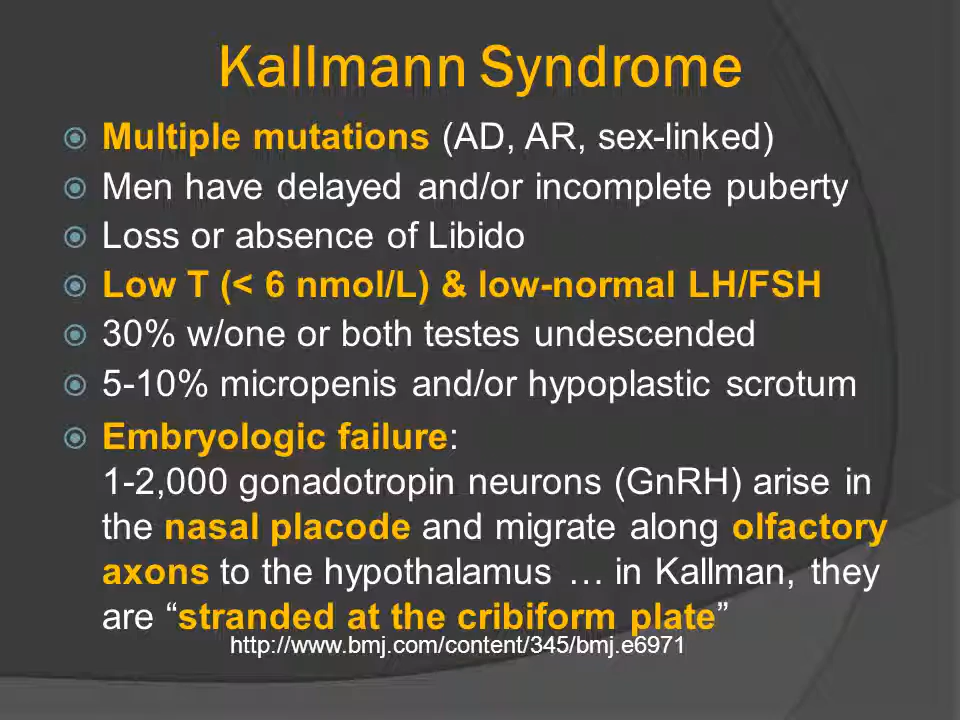 Kallmann Syndrome
Multiple mutations (AD, AR, sex-linked)
Men have delayed and/or incomplete puberty
Loss or absence of Libido
Low T (< 6 nmol/L) & low-normal LH/FSH
30% w/one or both testes undescended
5-10% micropenis and/or hypoplastic scrotum
Embryologic failure:
1-2,000 gonadotropin neurons (GnRH) arise in
the nasal placode and migrate along olfactory
axons to the hypothalamus … in Kallman, they
are “stranded at the cribiform plate”
http://www.bmj.com/content/345/bmj.e6971